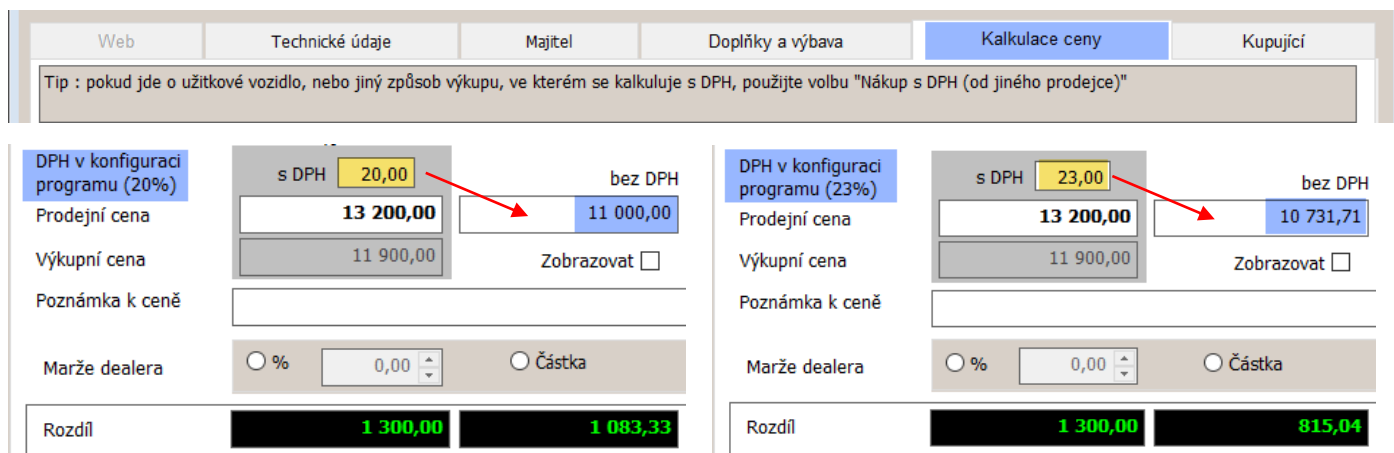 Web Technické údaje Majitel Doplňky a výbava Kalkulace ceny Kupující
Tip : pokud jde o užitkové vozidlo, nebo jiný způsob výkupu, ve kterém se kalkuluje s DPH, použijte volbu "Nákup s DPH (od jiného prodejce)"
DPH v konfiguraci
programu (20%)
s DPH 20,00 bez DPH
Prodejní cena 13 200,00 11 000,00
Výkupní cena 11 900,00 Zobrazovat
Poznámka k ceně
Marže dealera % 0,00 Částka
Rozdíl 1 300,00 1 083,33
DPH v konfiguraci
programu (23%)
s DPH 23,00 bez DPH
Prodejní cena 13 200,00 10 731,71
Výkupní cena 11 900,00 Zobrazovat
Poznámka k ceně
Marže dealera % 0,00 Částka
Rozdíl 1 300,00 815,04